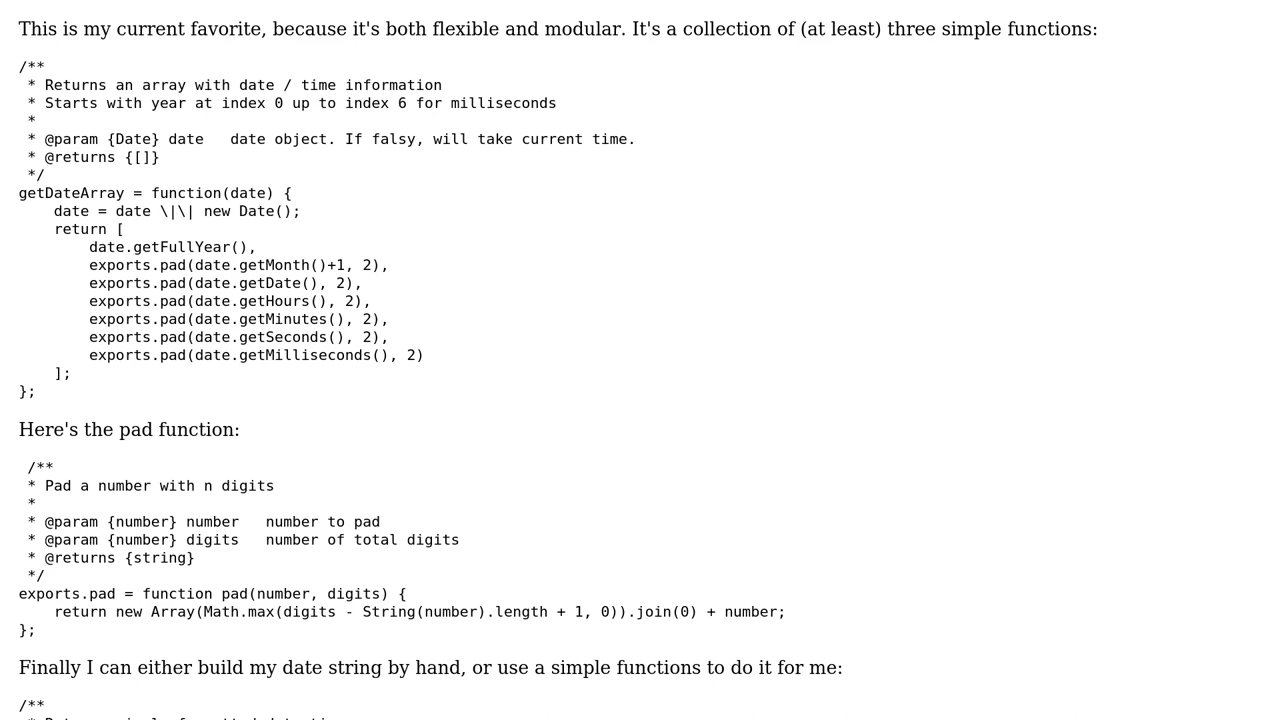 This is my current favorite, because it's both flexible and modular. It's a collection of (at least) three simple functions:
/**
 * Returns an array with date / time information
 * Starts with year at index 0 up to index 6 for milliseconds
 *
 * @param {Date} date   date object. If falsy, will take current time.
 * @returns {[]}
 */
getDateArray = function(date) {
    date = date \|\| new Date();
    return [
        date.getFullYear(),
        exports.pad(date.getMonth()+1, 2),
        exports.pad(date.getDate(), 2),
        exports.pad(date.getHours(), 2),
        exports.pad(date.getMinutes(), 2),
        exports.pad(date.getSeconds(), 2),
        exports.pad(date.getMilliseconds(), 2)
    ];
};
Here's the pad function:
 /**
 * Pad a number with n digits
 *
 * @param {number} number   number to pad
 * @param {number} digits   number of total digits
 * @returns {string}
 */
exports.pad = function pad(number, digits) {
    return new Array(Math.max(digits - String(number).length + 1, 0)).join(0) + number;
};
Finally I can either build my date string by hand, or use a simple functions to do it for me:
/**